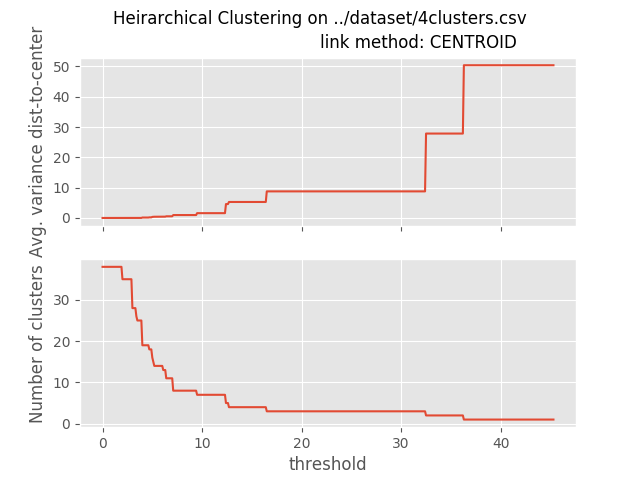 Heirarchical Clustering on ../dataset/4clusters.csv
link method: CENTROID
Avg. variance dist-to-center
50
40
30
20
10
0
Number of clusters
30
20
10
0
0 10 20 30 40
threshold